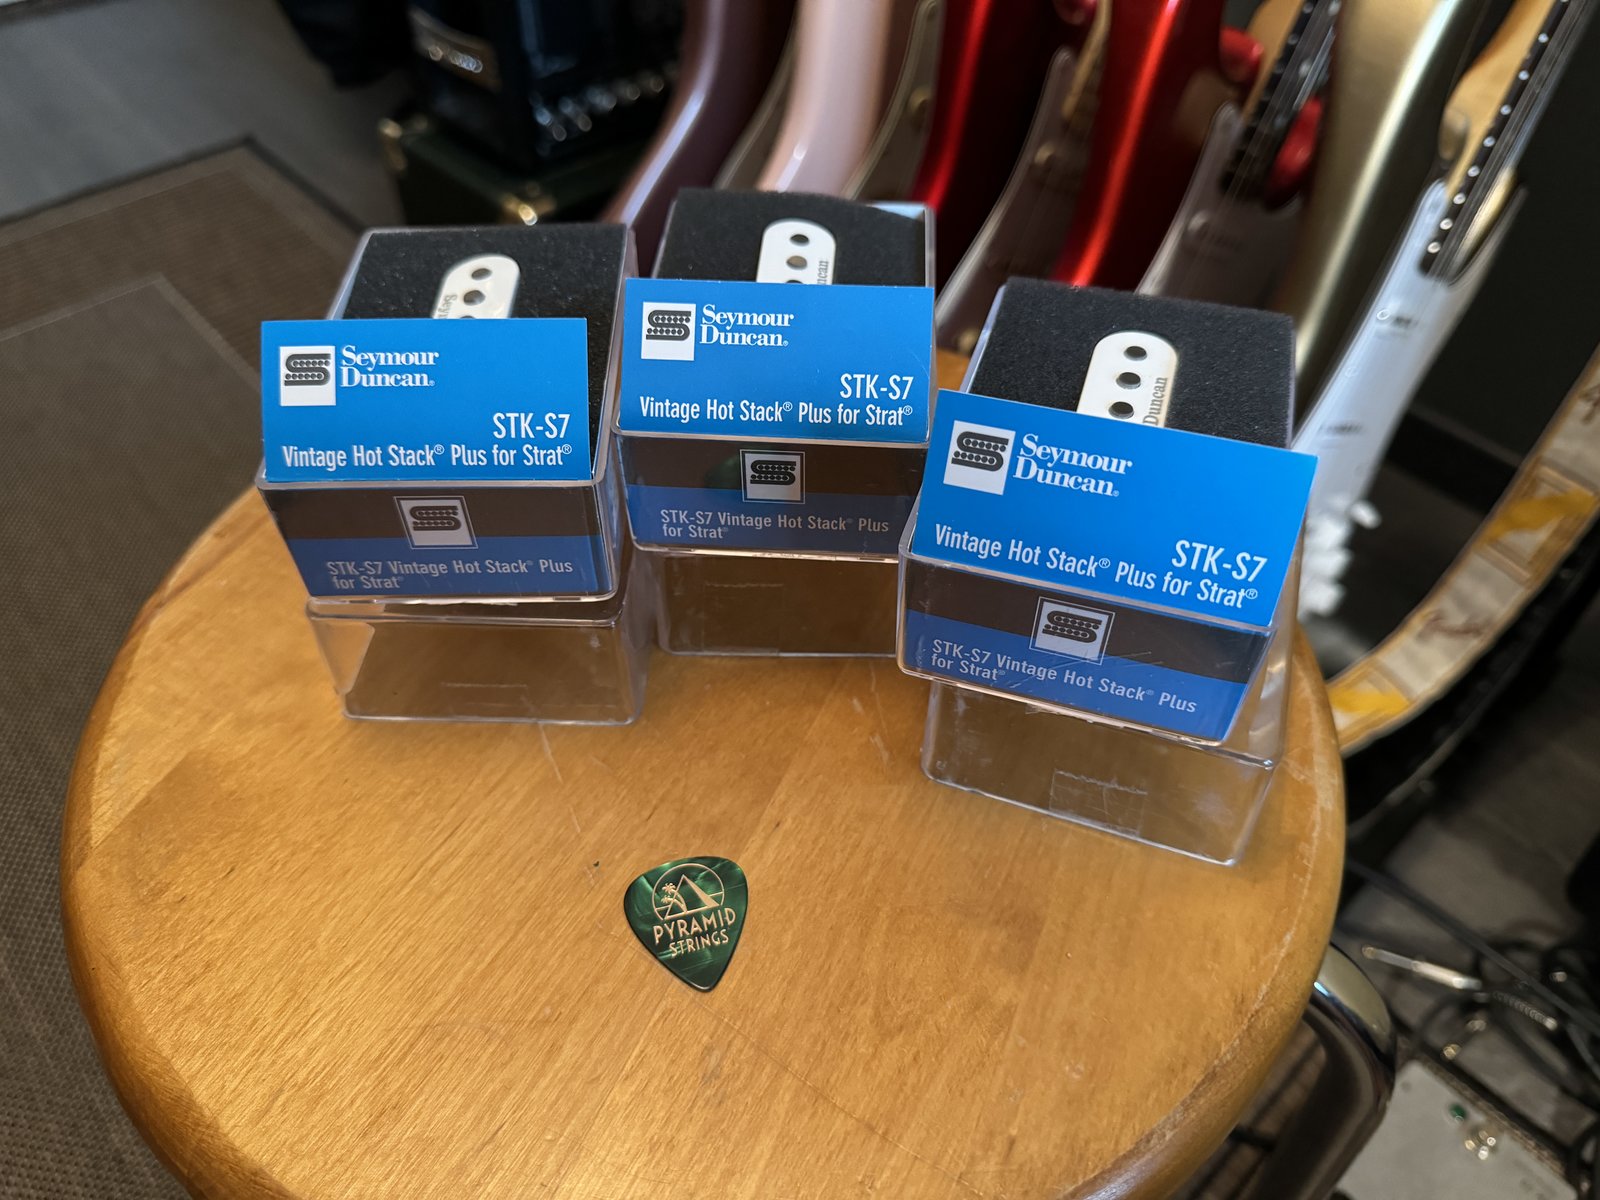 Seymour
Duncan®
STK-S7
Vintage Hot Stack® Plus for Strat®
STK-S7 Vintage Hot Stack® Plus
for Strat®
Seymour
Duncan®
STK-S7
Vintage Hot Stack® Plus for Strat®
STK-S7 Vintage Hot Stack® Plus
for Strat®
Duncan
Seymour
Duncan®
STK-S7
Vintage Hot Stack® Plus for Strat®
STK-S7 Vintage Hot Stack® Plus
for Strat®
PYRAMID
STRINGS